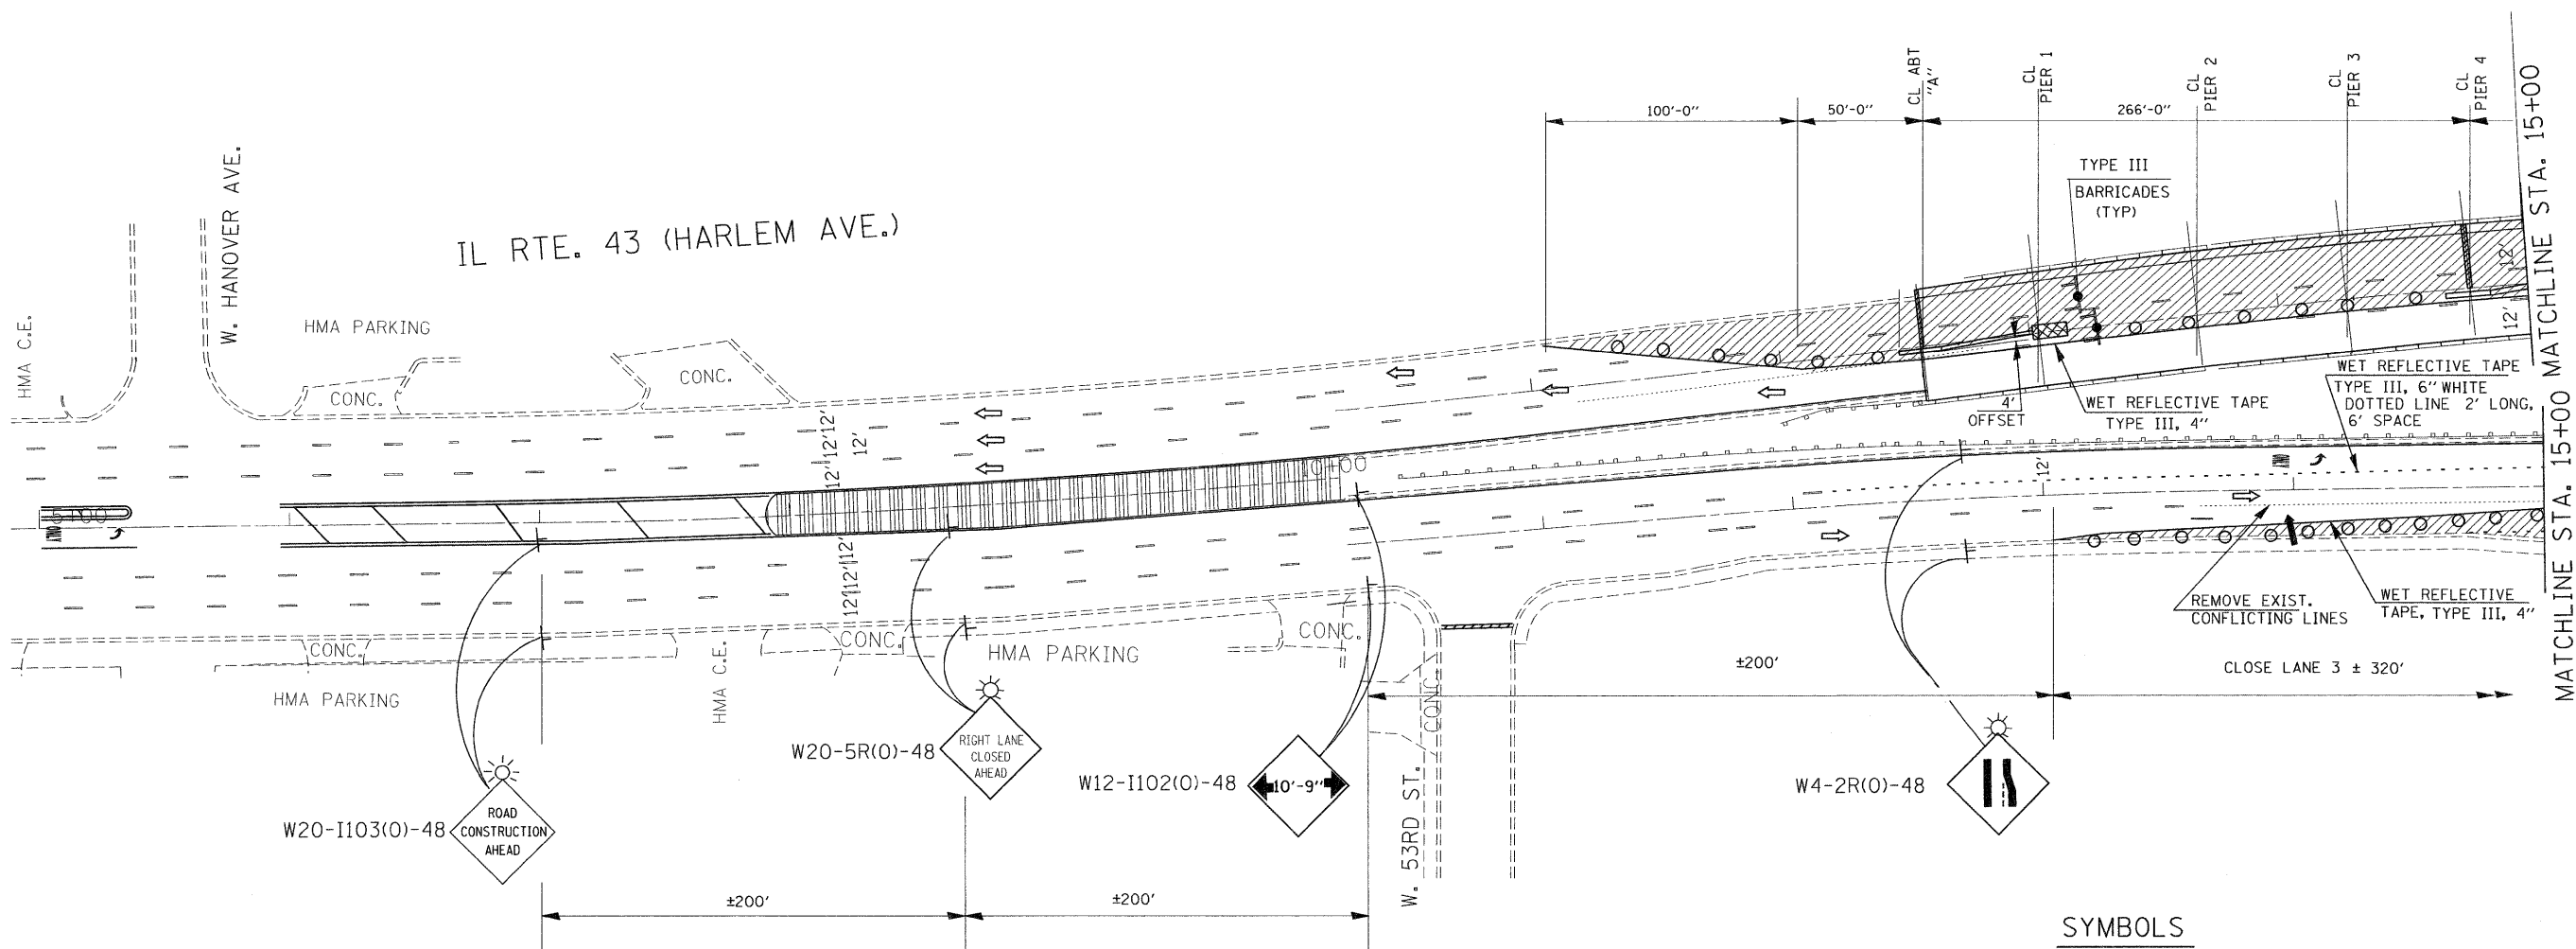 IL RTE. 43 (HARLEM AVE.)
HMA C.E.
W. HANOVER AVE.
HMA PARKING
CONC.
CONC.
100'-0"
50'-0"
CL ABT
"A"
CL
PIER 1
266'-0"
CL
PIER 2
CL
PIER 3
CL
PIER 4
MATCHLINE STA. 15+00
TYPE III
BARRICADES
(TYP)
12'
12'
WET REFLECTIVE TAPE
TYPE III, 6" WHITE
DOTTED LINE 2' LONG,
6' SPACE
4'
OFFSET
WET REFLECTIVE TAPE
TYPE III, 4"
12'
12'
12'
12'
10+00
12'
ONLY
ONLY
12'
12'
12'
REMOVE EXIST.
CONFLICTING LINES
WET REFLECTIVE
TAPE, TYPE III, 4"
MATCHLINE STA. 15+00
CONC.
HMA PARKING
HMA C.E.
CONC.
HMA PARKING
CONC.
CONC.
W. 53RD ST.
±200'
CLOSE LANE 3 ± 320'
W20-I103(O)-48
ROAD
CONSTRUCTION
AHEAD
W20-5R(O)-48
RIGHT LANE
CLOSED
AHEAD
W12-I102(O)-48
10'-9"
W4-2R(O)-48
±200'
±200'
SYMBOLS